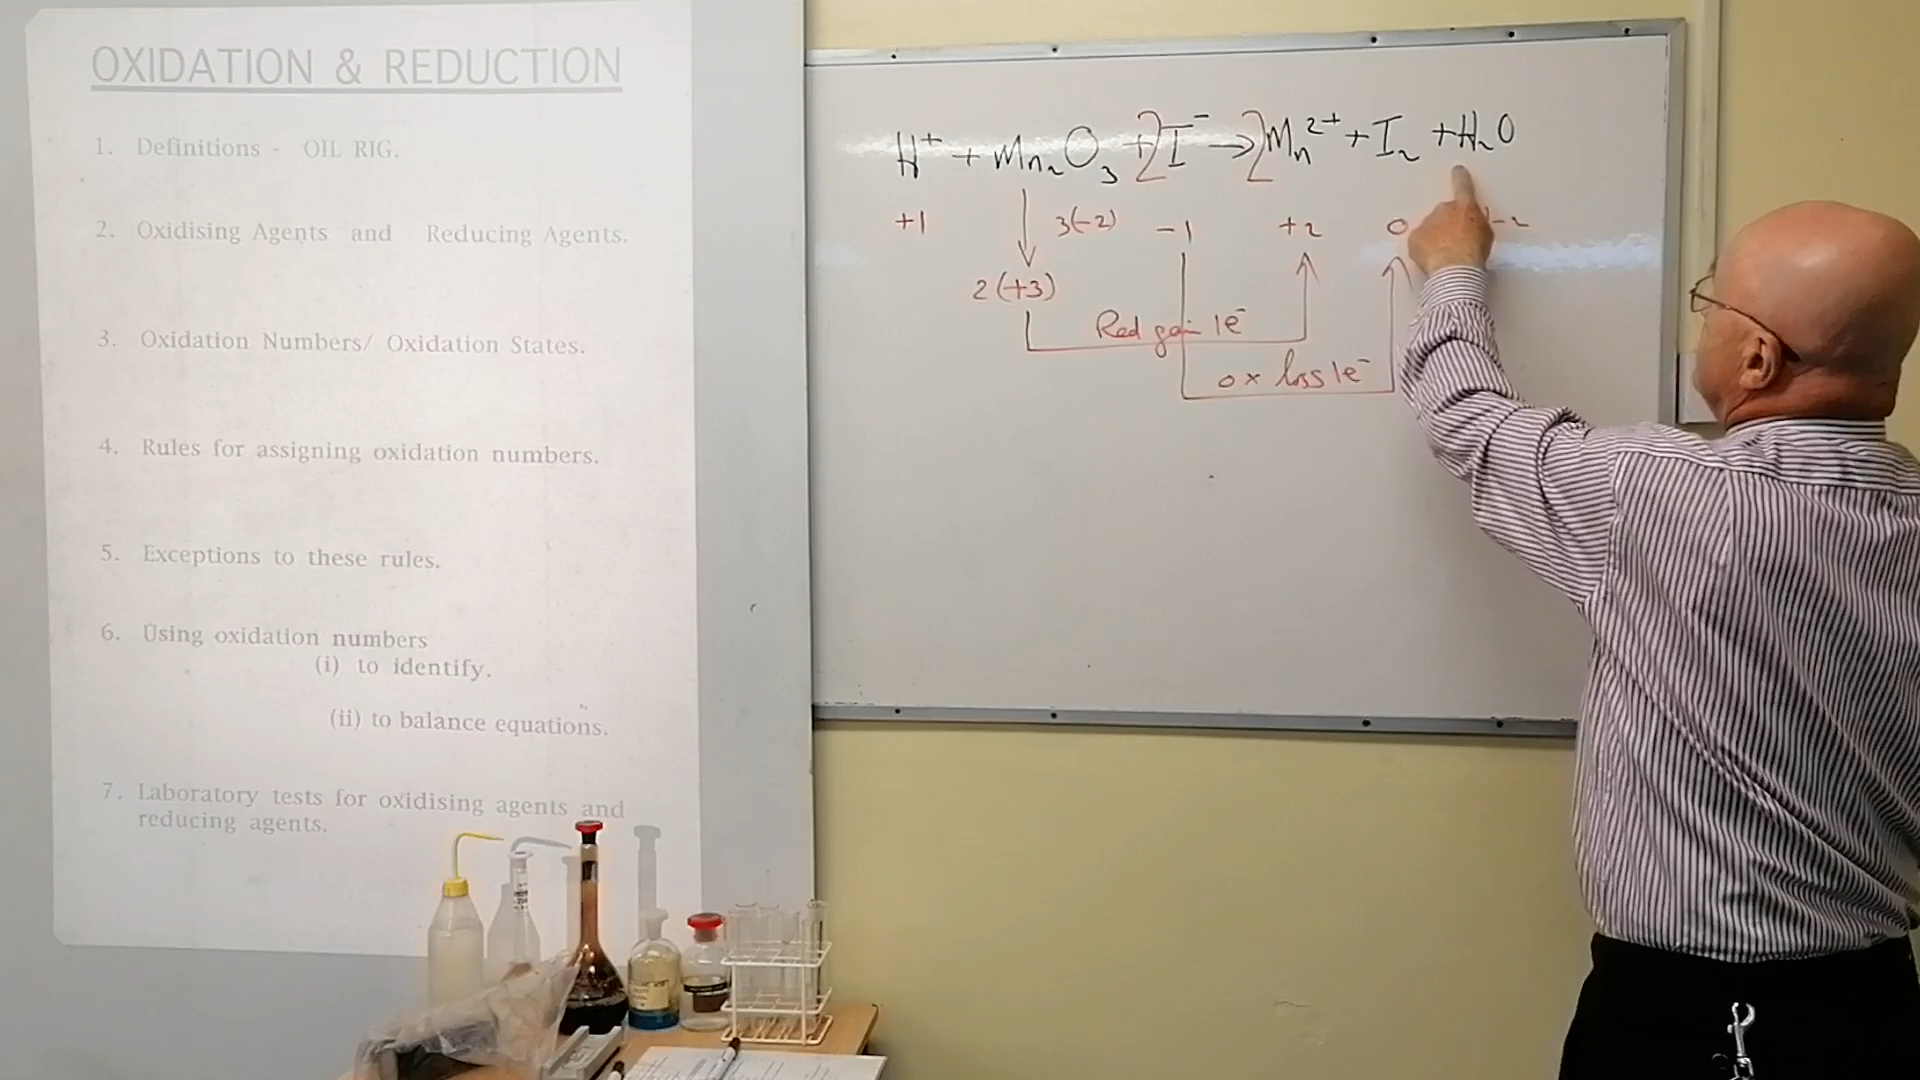 OXIDATION & REDUCTION
1. Definitions - OIL RIG.
2. Oxidising Agents and Reducing Agents.
3. Oxidation Numbers/ Oxidation States.
4. Rules for assigning oxidation numbers.
5. Exceptions to these rules.
6. Using oxidation numbers
(i) to identify.
(ii) to balance equations.
7. Laboratory tests for oxidising agents and
reducing agents.
H⁺ + Mn₂O₃ + 2I⁻ → 2Mn²⁺ + I₂ + H₂O
+1 3(-2) -1 +2 0 -2
2(+3)
Red gain 1e⁻
ox loss 1e⁻